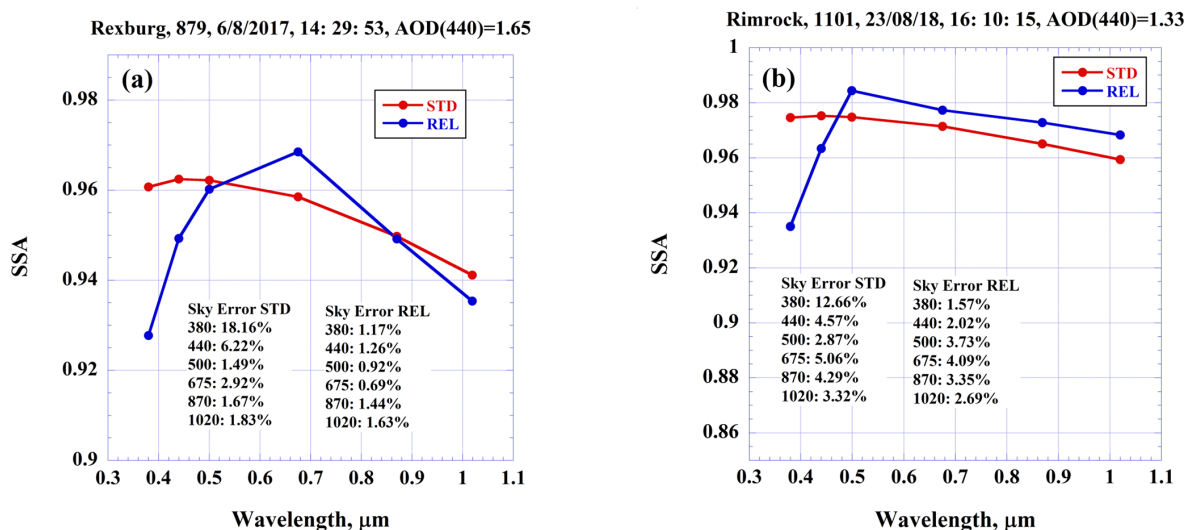 Rexburg, 879, 6/8/2017, 14: 29: 53, AOD(440)=1.65
(a)
STD
REL
0.98
0.96
0.94
0.92
0.9
SSA
Sky Error STD
380: 18.16%
440: 6.22%
500: 1.49%
675: 2.92%
870: 1.67%
1020: 1.83%
Sky Error REL
380: 1.17%
440: 1.26%
500: 0.92%
675: 0.69%
870: 1.44%
1020: 1.63%
0.3 0.4 0.5 0.6 0.7 0.8 0.9 1 1.1
Wavelength, μm
Rimrock, 1101, 23/08/18, 16: 10: 15, AOD(440)=1.33
(b)
STD
REL
1
0.98
0.96
0.94
0.92
0.9
0.88
0.86
SSA
Sky Error STD
380: 12.66%
440: 4.57%
500: 2.87%
675: 5.06%
870: 4.29%
1020: 3.32%
Sky Error REL
380: 1.57%
440: 2.02%
500: 3.73%
675: 4.09%
870: 3.35%
1020: 2.69%
0.3 0.4 0.5 0.6 0.7 0.8 0.9 1 1.1
Wavelength, μm